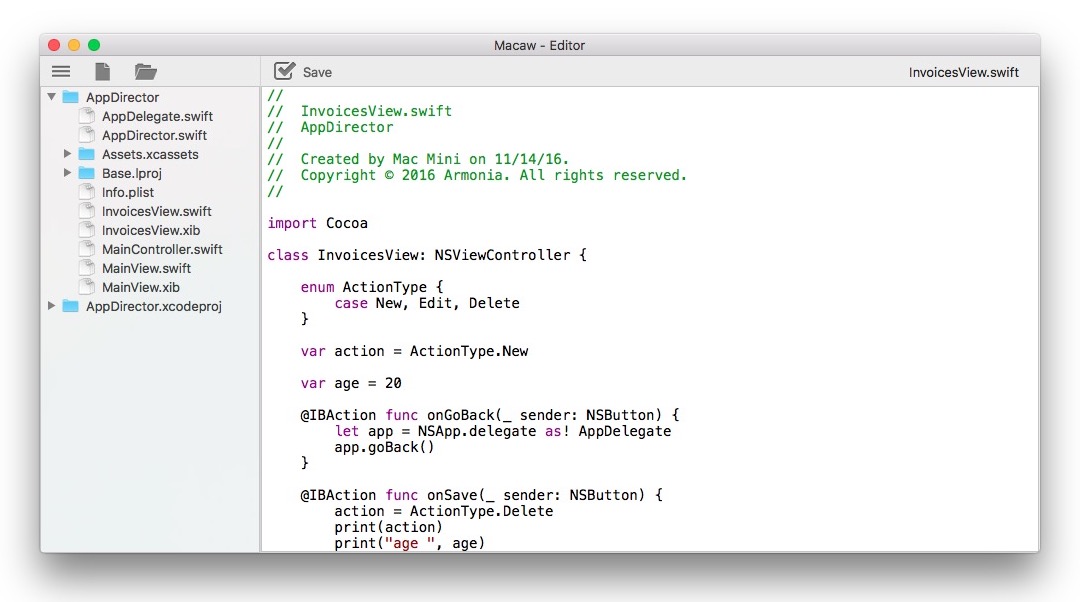 Macaw - Editor
Save
InvoicesView.swift
AppDirector
AppDelegate.swift
AppDirector.swift
Assets.xcassets
Base.lproj
Info.plist
InvoicesView.swift
InvoicesView.xib
MainController.swift
MainView.swift
MainView.xib
AppDirector.xcodeproj
//
//  InvoicesView.swift
//  AppDirector
//
//  Created by Mac Mini on 11/14/16.
//  Copyright © 2016 Armonia. All rights reserved.
//
import Cocoa
class InvoicesView: NSViewController {
    enum ActionType {
        case New, Edit, Delete
    }
    var action = ActionType.New
    var age = 20
    @IBAction func onGoBack(_ sender: NSButton) {
        let app = NSApp.delegate as! AppDelegate
        app.goBack()
    }
    @IBAction func onSave(_ sender: NSButton) {
        action = ActionType.Delete
        print(action)
        print("age ", age)